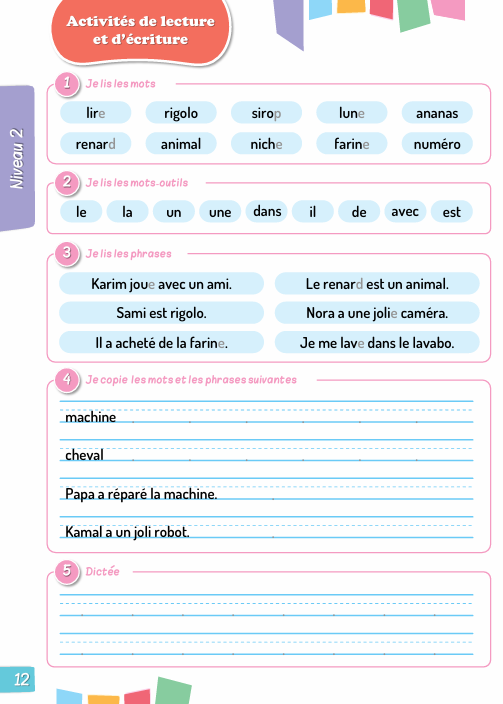 Activités de lecture
et d'écriture
Niveau 2
1 Je lis les mots
lire rigolo sirop lune ananas
renard animal niche farine numéro
2 Je lis les mots-outils
le la un une dans il de avec est
3 Je lis les phrases
Karim joue avec un ami. Le renard est un animal.
Sami est rigolo. Nora a une jolie caméra.
Il a acheté de la farine. Je me lave dans le lavabo.
4 Je copie les mots et les phrases suivantes
machine
cheval
Papa a réparé la machine.
Kamal a un joli robot.
5 Dictée
12